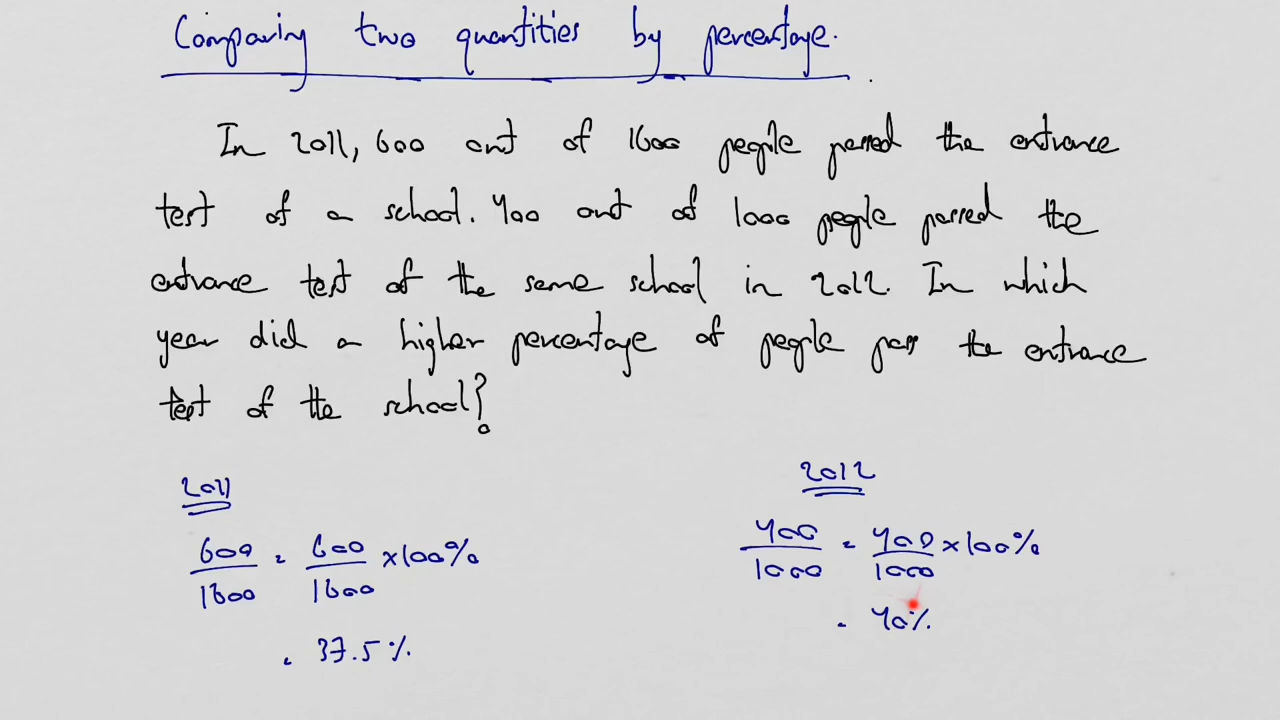 Comparing two quantities by percentage.
In 2011, 600 out of 1600 people passed the entrance
test of a school. 400 out of 1000 people passed the
entrance test of the same school in 2012. In which
year did a higher percentage of people pass the entrance
test of the school?
2011
600/1600 = 600/1600 × 100%
= 37.5%
2012
400/1000 = 400/1000 × 100%
= 40%